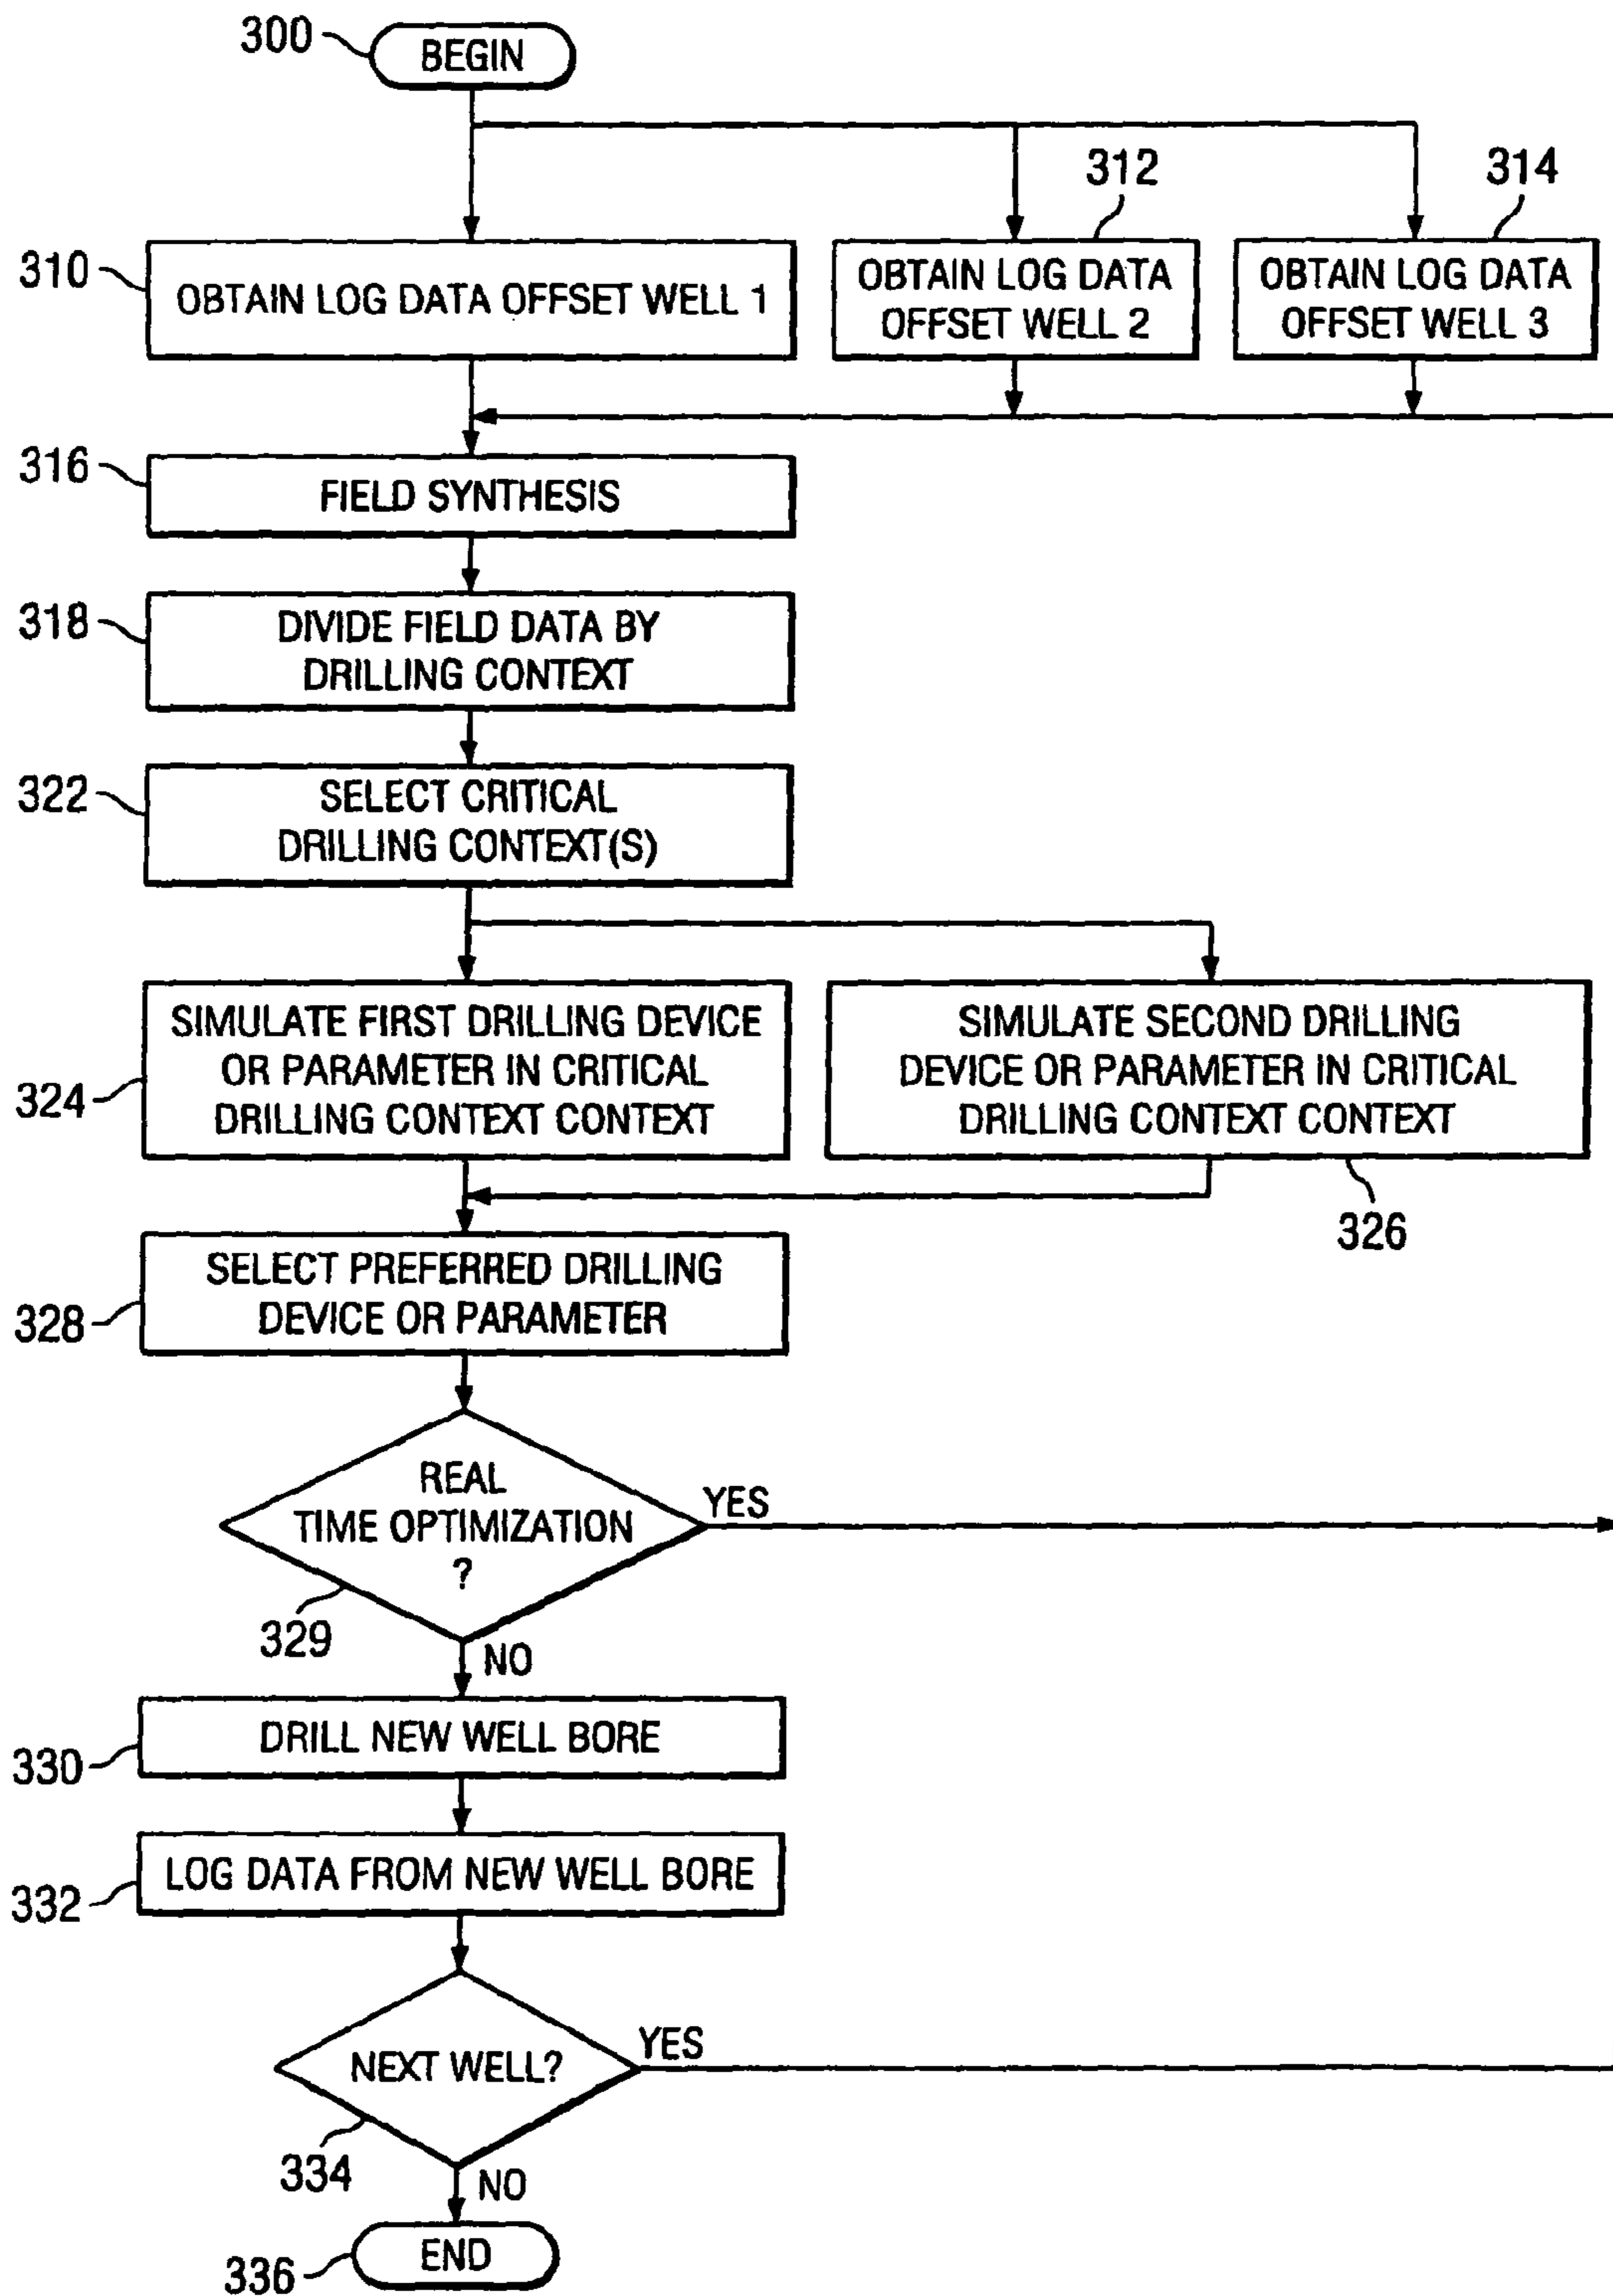 300
BEGIN
312
314
310
OBTAIN LOG DATA OFFSET WELL 1
OBTAIN LOG DATA
OFFSET WELL 2
OBTAIN LOG DATA
OFFSET WELL 3
316
FIELD SYNTHESIS
318
DIVIDE FIELD DATA BY
DRILLING CONTEXT
322
SELECT CRITICAL
DRILLING CONTEXT(S)
324
SIMULATE FIRST DRILLING DEVICE
OR PARAMETER IN CRITICAL
DRILLING CONTEXT CONTEXT
SIMULATE SECOND DRILLING
DEVICE OR PARAMETER IN CRITICAL
DRILLING CONTEXT CONTEXT
326
328
SELECT PREFERRED DRILLING
DEVICE OR PARAMETER
REAL
TIME OPTIMIZATION
?
YES
329
NO
330
DRILL NEW WELL BORE
332
LOG DATA FROM NEW WELL BORE
NEXT WELL?
YES
334
NO
336
END